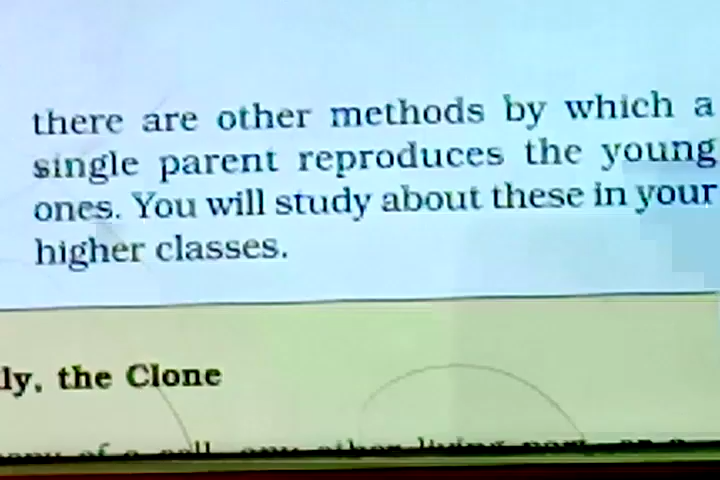 there are other methods by which a
single parent reproduces the young
ones. You will study about these in your
higher classes.
ly, the Clone